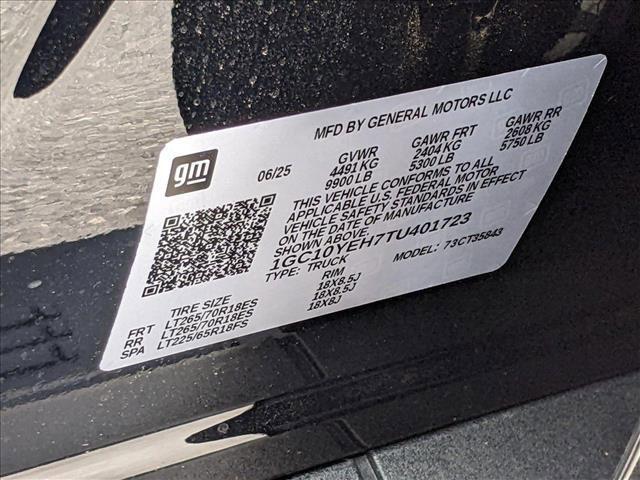 MFD BY GENERAL MOTORS LLC
gm
06/25
GVWR
4491 KG
9900 LB
GAWR FRT
2404 KG
5300 LB
GAWR RR
2608 KG
5750 LB
THIS VEHICLE CONFORMS TO ALL
APPLICABLE U.S. FEDERAL MOTOR
VEHICLE SAFETY STANDARDS IN EFFECT
ON THE DATE OF MANUFACTURE
SHOWN ABOVE.
1GC10YEH7TU401723
TYPE: TRUCK
MODEL: 73CT35843
TIRE SIZE
RIM
FRT LT265/70R18ES 18X8.5J
RR LT265/70R18ES 18X8.5J
SPA LT225/65R18FS 18X8J